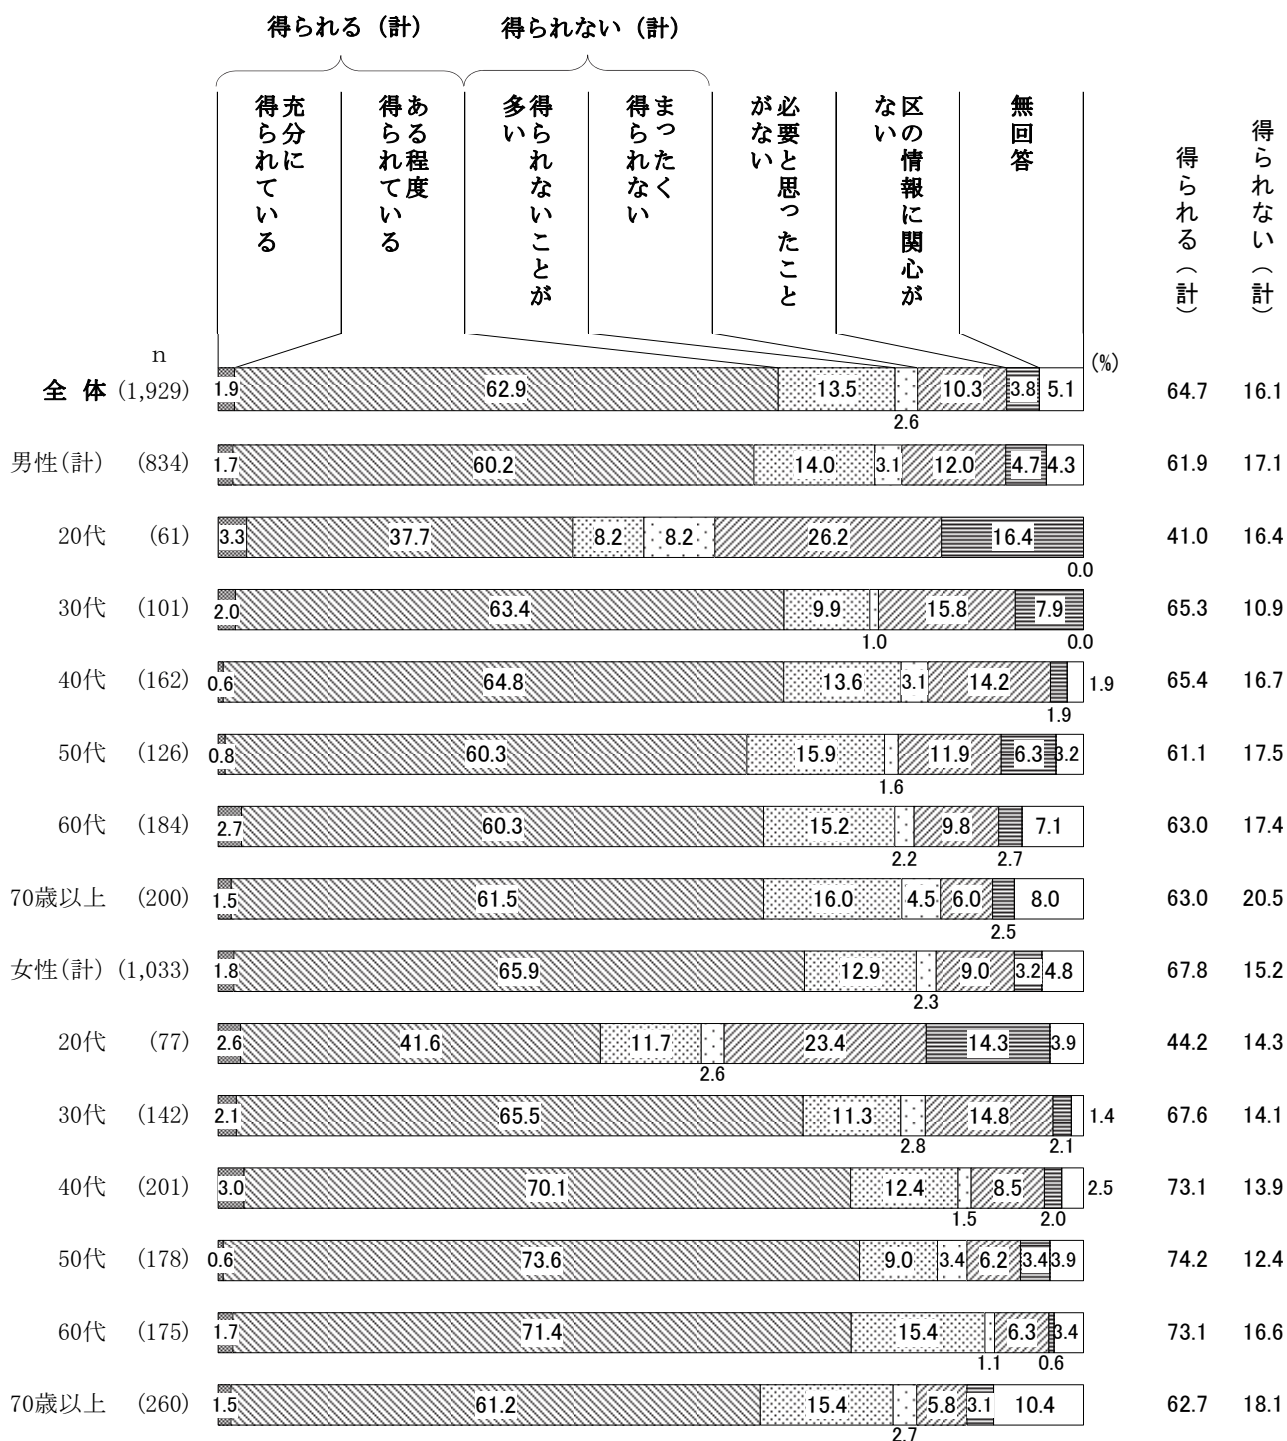 得られる（計）
得られない（計）
充分に
得られている
ある程度
得られている
得られないことが
多い
まったく
得られない
必要と思ったこと
がない
区の情報に関心が
ない
無回答
得られる（計）
得られない（計）
n
(%)
全 体 (1,929) 1.9 62.9 13.5 2.6 10.3 3.8 5.1 64.7 16.1
男性(計) (834) 1.7 60.2 14.0 3.1 12.0 4.7 4.3 61.9 17.1
20代 (61) 3.3 37.7 8.2 8.2 26.2 16.4 0.0 41.0 16.4
30代 (101) 2.0 63.4 9.9 1.0 15.8 7.9 0.0 65.3 10.9
40代 (162) 0.6 64.8 13.6 3.1 14.2 1.9 1.9 65.4 16.7
50代 (126) 0.8 60.3 15.9 1.6 11.9 6.3 3.2 61.1 17.5
60代 (184) 2.7 60.3 15.2 2.2 9.8 2.7 7.1 63.0 17.4
70歳以上 (200) 1.5 61.5 16.0 4.5 6.0 2.5 8.0 63.0 20.5
女性(計) (1,033) 1.8 65.9 12.9 2.3 9.0 3.2 4.8 67.8 15.2
20代 (77) 2.6 41.6 11.7 2.6 23.4 14.3 3.9 44.2 14.3
30代 (142) 2.1 65.5 11.3 2.8 14.8 2.1 1.4 67.6 14.1
40代 (201) 3.0 70.1 12.4 1.5 8.5 2.0 2.5 73.1 13.9
50代 (178) 0.6 73.6 9.0 3.4 6.2 3.4 3.9 74.2 12.4
60代 (175) 1.7 71.4 15.4 1.1 6.3 0.6 3.4 73.1 16.6
70歳以上 (260) 1.5 61.2 15.4 2.7 5.8 3.1 10.4 62.7 18.1